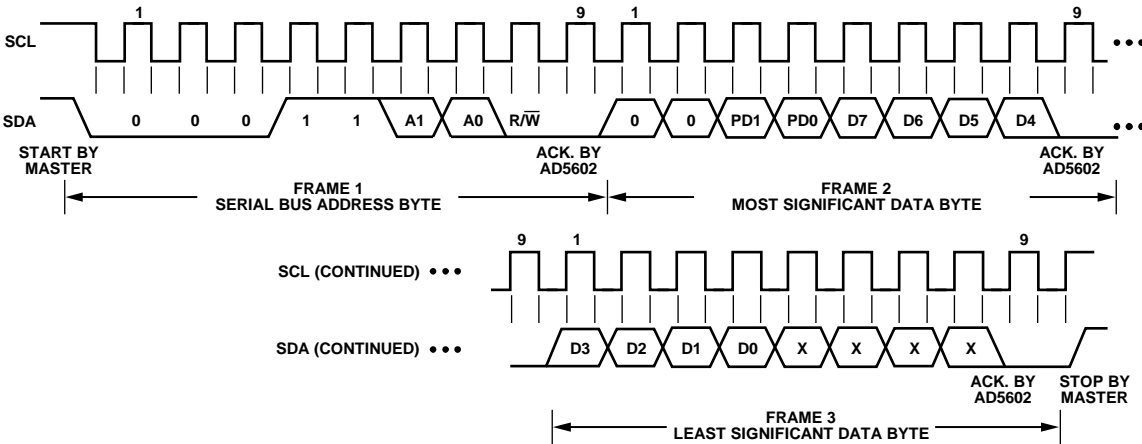 1 9 1 9
SCL
SDA
0 0 0 1 1 A1 A0 R/W̅ 0 0 PD1 PD0 D7 D6 D5 D4
START BY
MASTER
ACK. BY
AD5602
ACK. BY
AD5602
FRAME 1
SERIAL BUS ADDRESS BYTE
FRAME 2
MOST SIGNIFICANT DATA BYTE
9 1 9
SCL (CONTINUED)
SDA (CONTINUED)
D3 D2 D1 D0 X X X X
ACK. BY
AD5602
STOP BY
MASTER
FRAME 3
LEAST SIGNIFICANT DATA BYTE